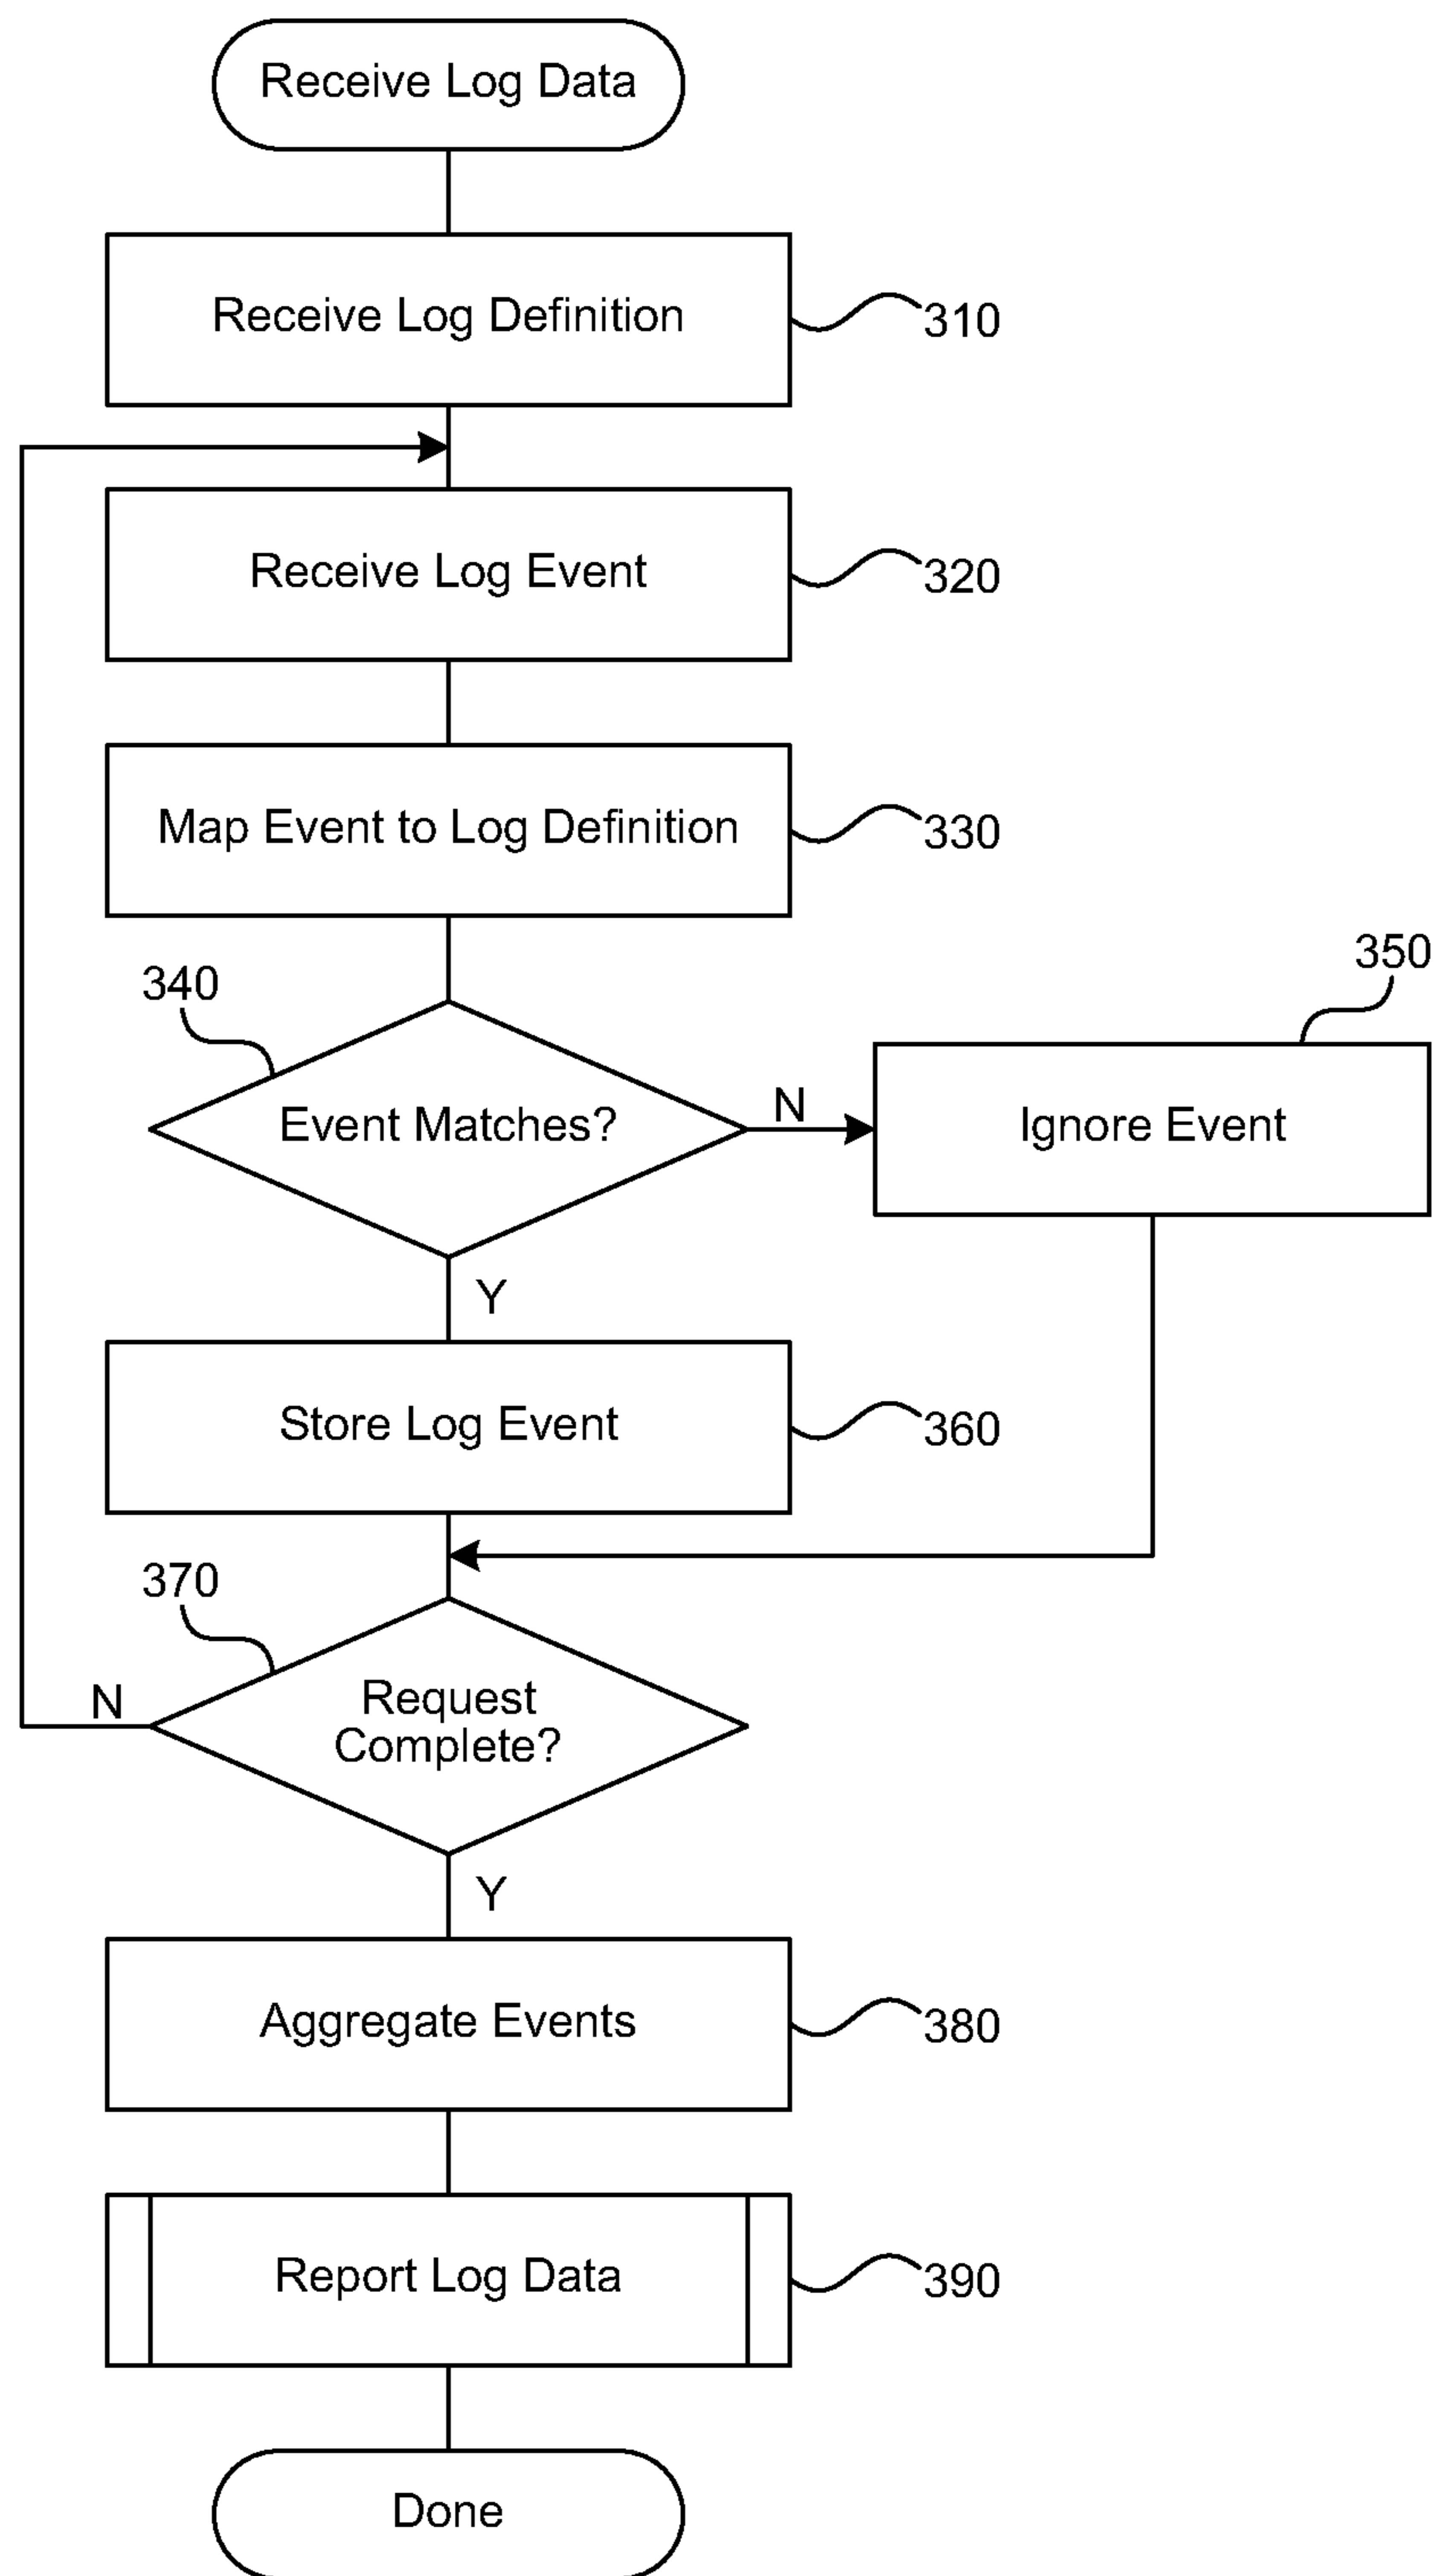 Receive Log Data
Receive Log Definition
310
Receive Log Event
320
Map Event to Log Definition
330
340
350
Event Matches?
N
Ignore Event
Y
Store Log Event
360
370
N
Request
Complete?
Y
Aggregate Events
380
Report Log Data
390
Done